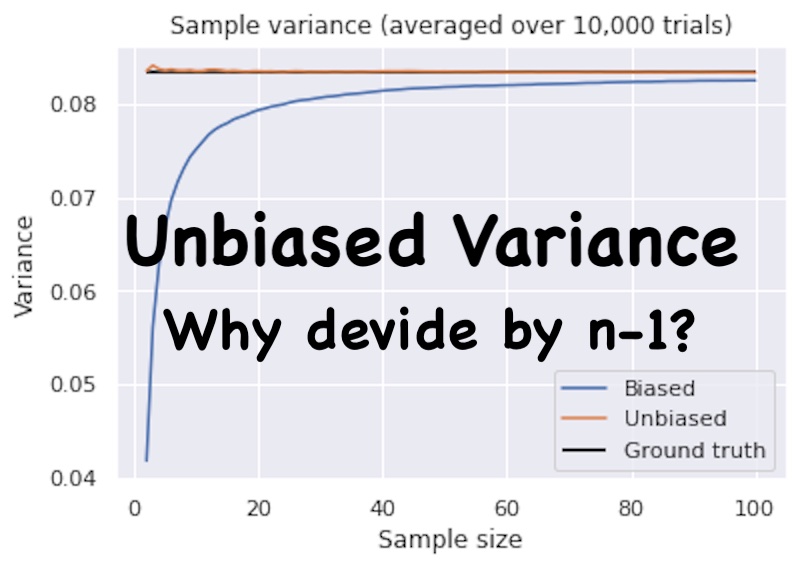 Sample variance (averaged over 10,000 trials)
0.08
0.07
0.06
0.05
0.04
Variance
Unbiased Variance
Why devide by n-1?
Biased
Unbiased
Ground truth
0 20 40 60 80 100
Sample size